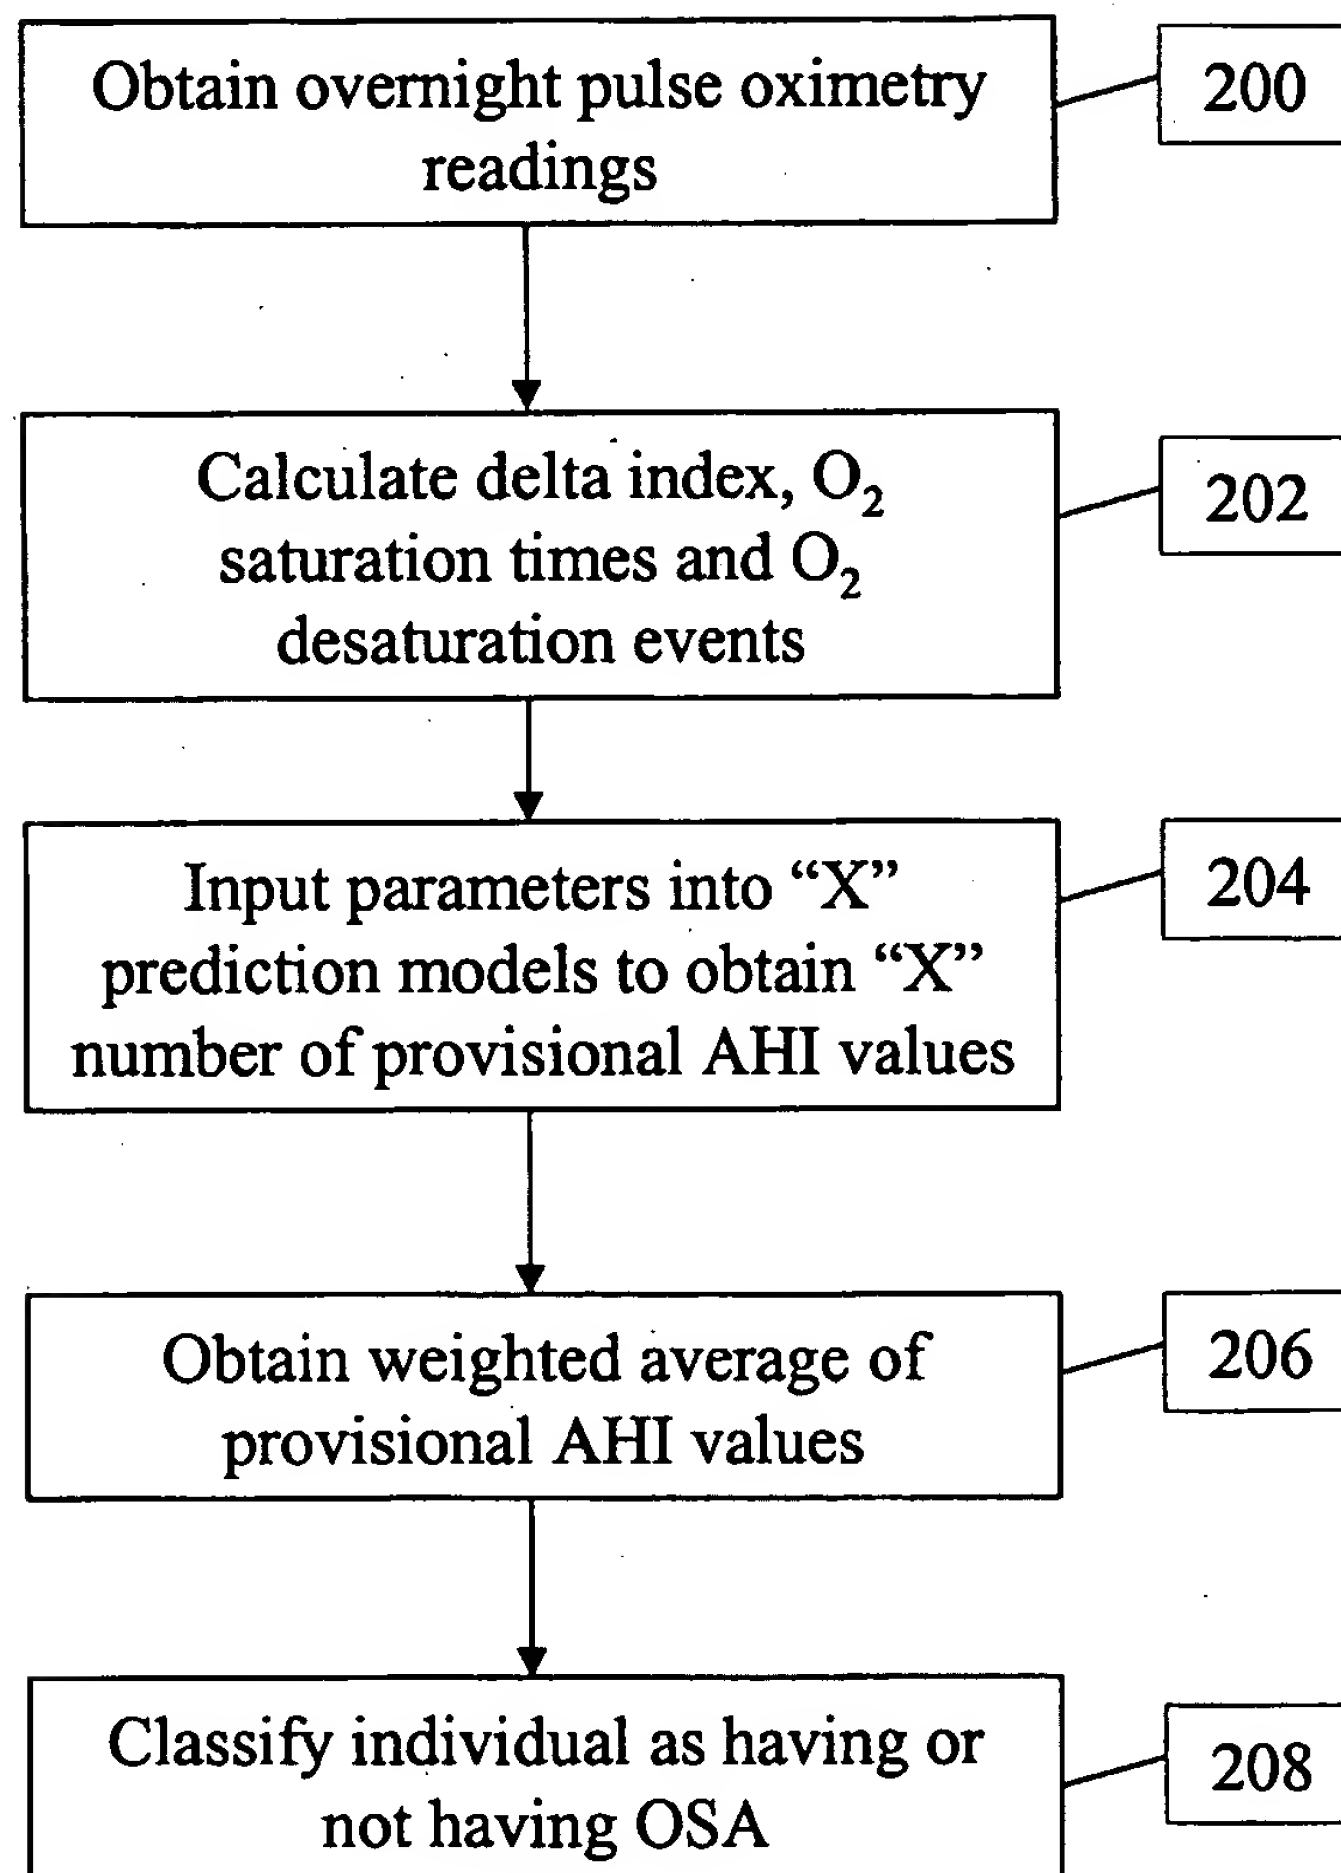 Obtain overnight pulse oximetry
readings
200
Calculate delta index, O₂
saturation times and O₂
desaturation events
202
Input parameters into “X”
prediction models to obtain “X”
number of provisional AHI values
204
Obtain weighted average of
provisional AHI values
206
Classify individual as having or
not having OSA
208